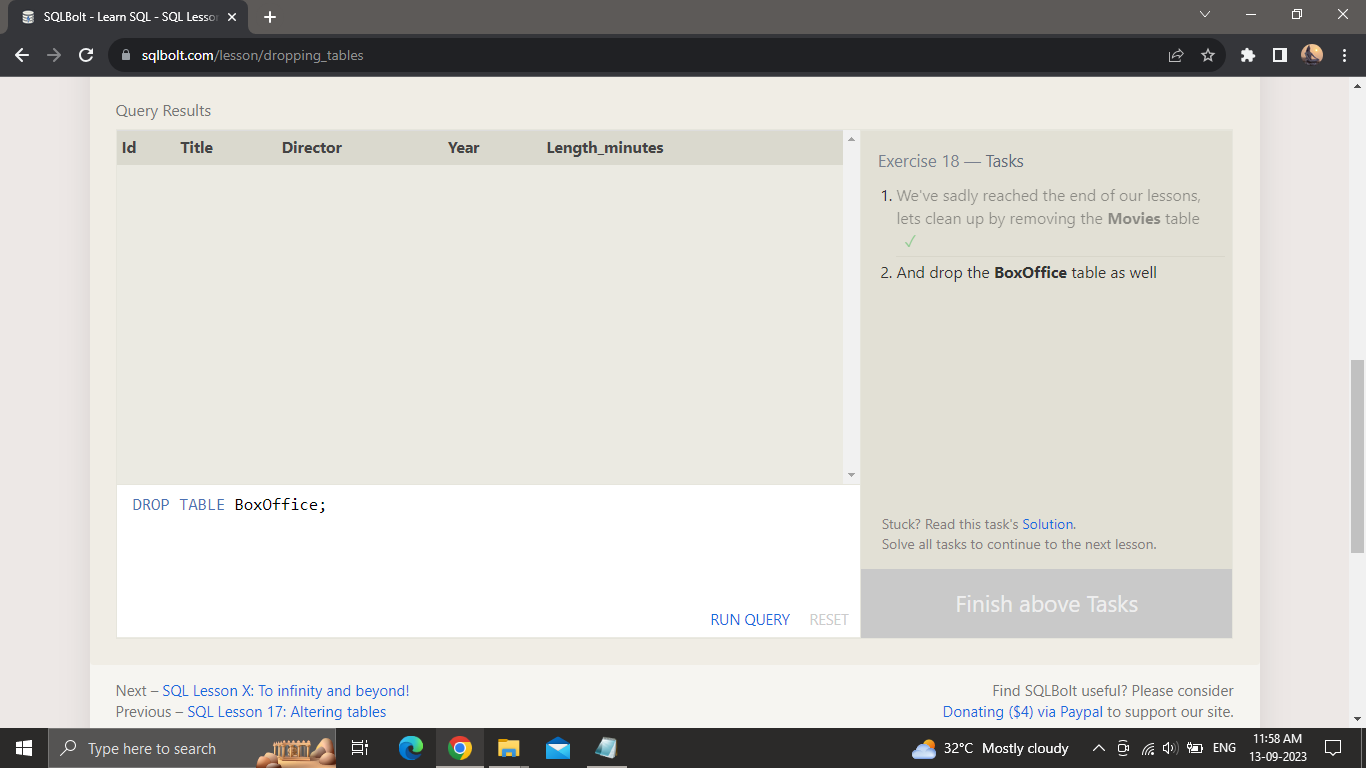 SQLBolt - Learn SQL - SQL Lesson
sqlbolt.com/lesson/dropping_tables
Query Results
Id Title Director Year Length_minutes
Exercise 18 — Tasks
1. We've sadly reached the end of our lessons,
lets clean up by removing the Movies table
✓
2. And drop the BoxOffice table as well
DROP TABLE BoxOffice;
RUN QUERY RESET
Stuck? Read this task's Solution.
Solve all tasks to continue to the next lesson.
Finish above Tasks
Next – SQL Lesson X: To infinity and beyond!
Previous – SQL Lesson 17: Altering tables
Find SQLBolt useful? Please consider
Donating ($4) via Paypal to support our site.
Type here to search
32°C Mostly cloudy
ENG
11:58 AM
13-09-2023